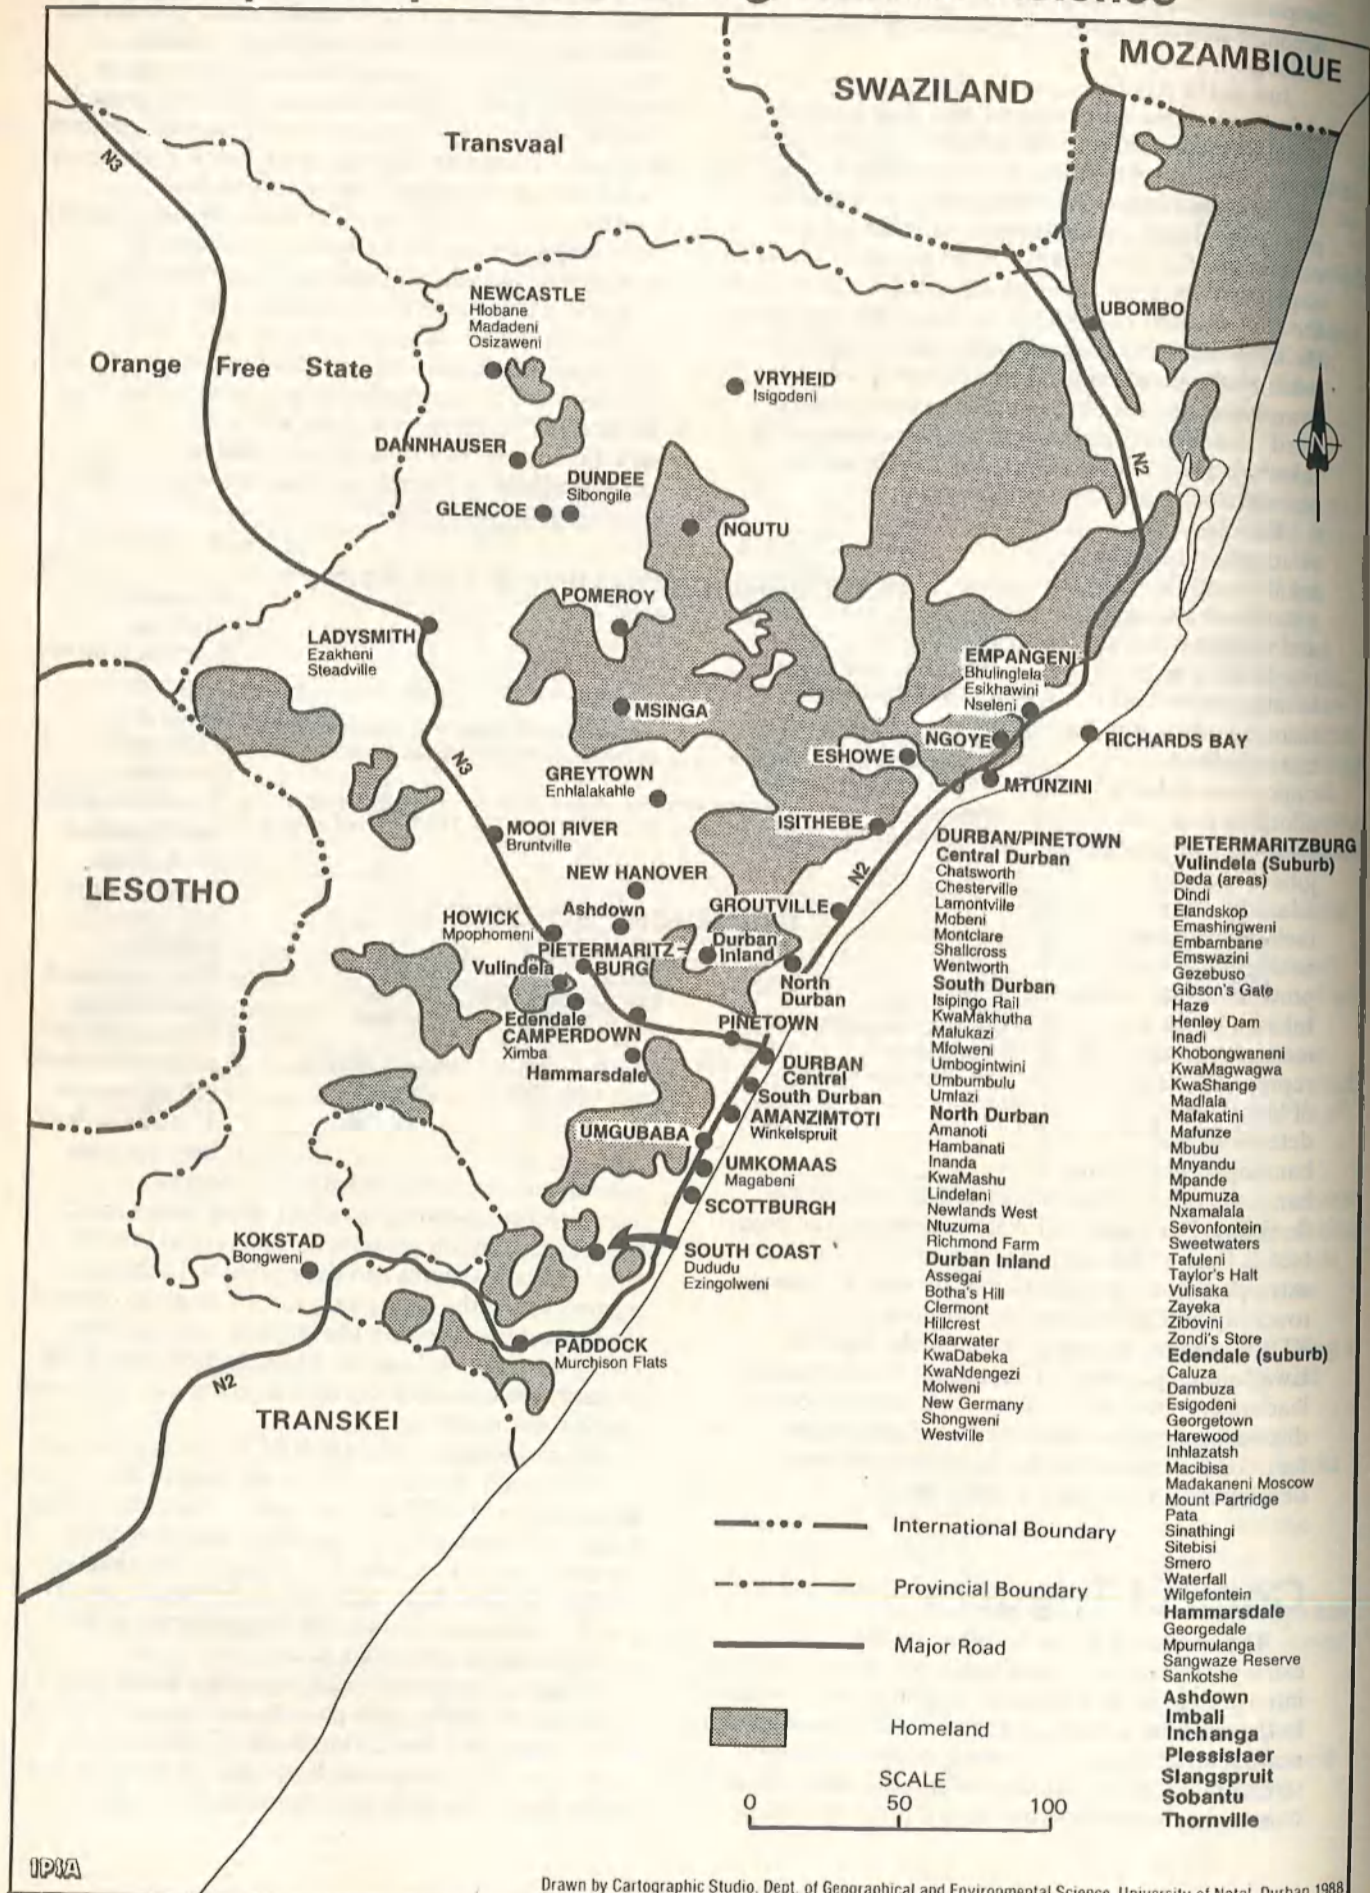 MOZAMBIQUE
SWAZILAND
Transvaal
N3
NEWCASTLE
Hlobane
Madadeni
Osizaweni
UBOMBO
Orange Free State
VRYHEID
Isigodeni
DANNHAUSER
N2
N
DUNDEE
Sibongile
GLENCOE
NQUTU
POMEROY
LADYSMITH
Ezakheni
Steadville
EMPANGENI
Bhulinglela
Esikhawini
Nseleni
MSINGA
NGOYE
RICHARDS BAY
ESHOWE
N3
GREYTOWN
Enhlalakahle
MTUNZINI
ISITHEBE
MOOI RIVER
Bruntville
LESOTHO
NEW HANOVER
N2
Ashdown
GROUTVILLE
HOWICK
Mpophomeni
PIETERMARITZ-
BURG
Durban
Inland
Vulindela
North
Durban
Edendale
CAMPERDOWN
Ximba
PINETOWN
Hammarsdale
DURBAN
Central
South Durban
AMANZIMTOTI
Winkelspruit
UMGUBABA
UMKOMAAS
Magabeni
SCOTTBURGH
KOKSTAD
Bongweni
SOUTH COAST
Dududu
Ezingolweni
PADDOCK
Murchison Flats
N2
TRANSKEI
DURBAN/PINETOWN
Central Durban
Chatsworth
Chesterville
Lamontville
Mobeni
Montclare
Shallcross
Wentworth
South Durban
Isipingo Rail
KwaMakhutha
Malukazi
Mfolweni
Umbogintwini
Umbumbulu
Umlazi
North Durban
Amanoti
Hambanati
Inanda
KwaMashu
Lindelani
Newlands West
Ntuzuma
Richmond Farm
Durban Inland
Assegai
Botha's Hill
Clermont
Hillcrest
Klaarwater
KwaDabeka
KwaNdengezi
Molweni
New Germany
Shongweni
Westville
PIETERMARITZBURG
Vulindela (Suburb)
Deda (areas)
Dindi
Elandskop
Emashingweni
Embambane
Emswazini
Gezebuso
Gibson's Gate
Haze
Henley Dam
Inadi
Khobongwaneni
KwaMagwagwa
KwaShange
Madlala
Mafakatini
Mafunze
Mbubu
Mnyandu
Mpande
Mpumuza
Nxamalala
Sevonfontein
Sweetwaters
Tafuleni
Taylor's Halt
Vulisaka
Zayeka
Zibovini
Zondi's Store
Edendale (suburb)
Caluza
Dambuza
Esigodeni
Georgetown
Harewood
Inhlazatsh
Macibisa
Madakaneni Moscow
Mount Partridge
Pata
Sinathingi
Sitebisi
Smero
Waterfall
Wilgefontein
Hammarsdale
Georgedale
Mpumulanga
Sangwaze Reserve
Sankotshe
Ashdown
Imbali
Inchanga
Plessislaer
Slangspruit
Sobantu
Thornville
International Boundary
Provincial Boundary
Major Road
Homeland
SCALE
0 50 100
IPSA
Drawn by Cartographic Studio, Dept. of Geographical and Environmental Science, University of Natal, Durban 1988